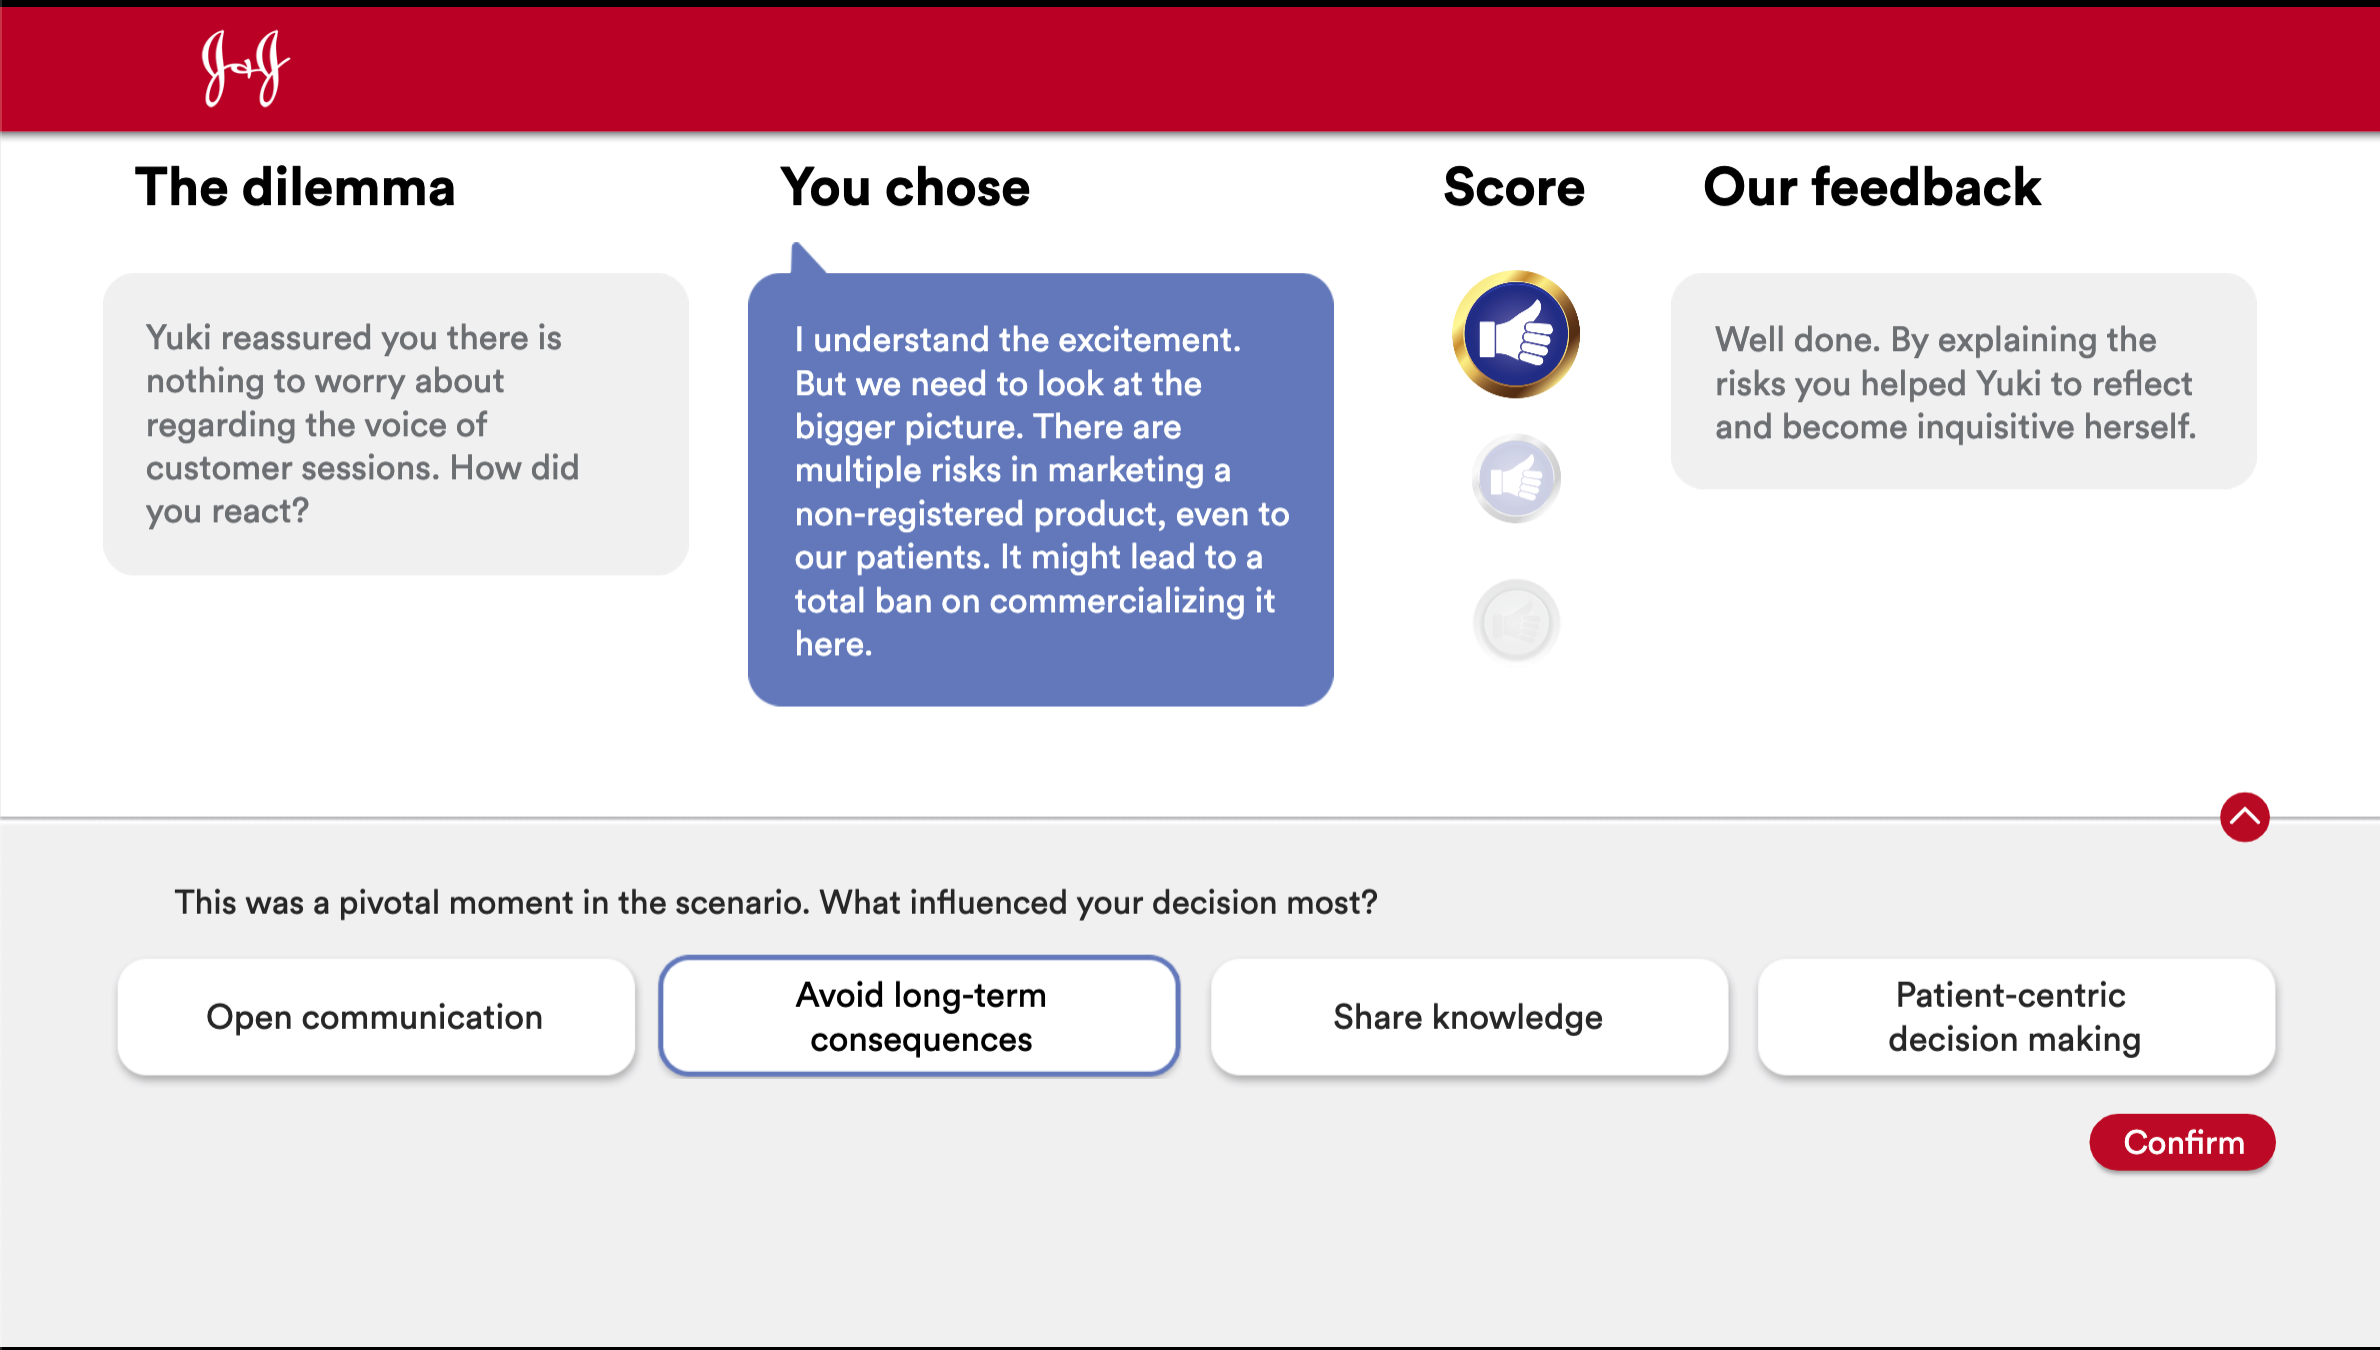 J&J
The dilemma
You chose
Score
Our feedback
Yuki reassured you there is
nothing to worry about
regarding the voice of
customer sessions. How did
you react?
I understand the excitement.
But we need to look at the
bigger picture. There are
multiple risks in marketing a
non-registered product, even to
our patients. It might lead to a
total ban on commercializing it
here.
Well done. By explaining the
risks you helped Yuki to reflect
and become inquisitive herself.
This was a pivotal moment in the scenario. What influenced your decision most?
Open communication
Avoid long-term
consequences
Share knowledge
Patient-centric
decision making
Confirm